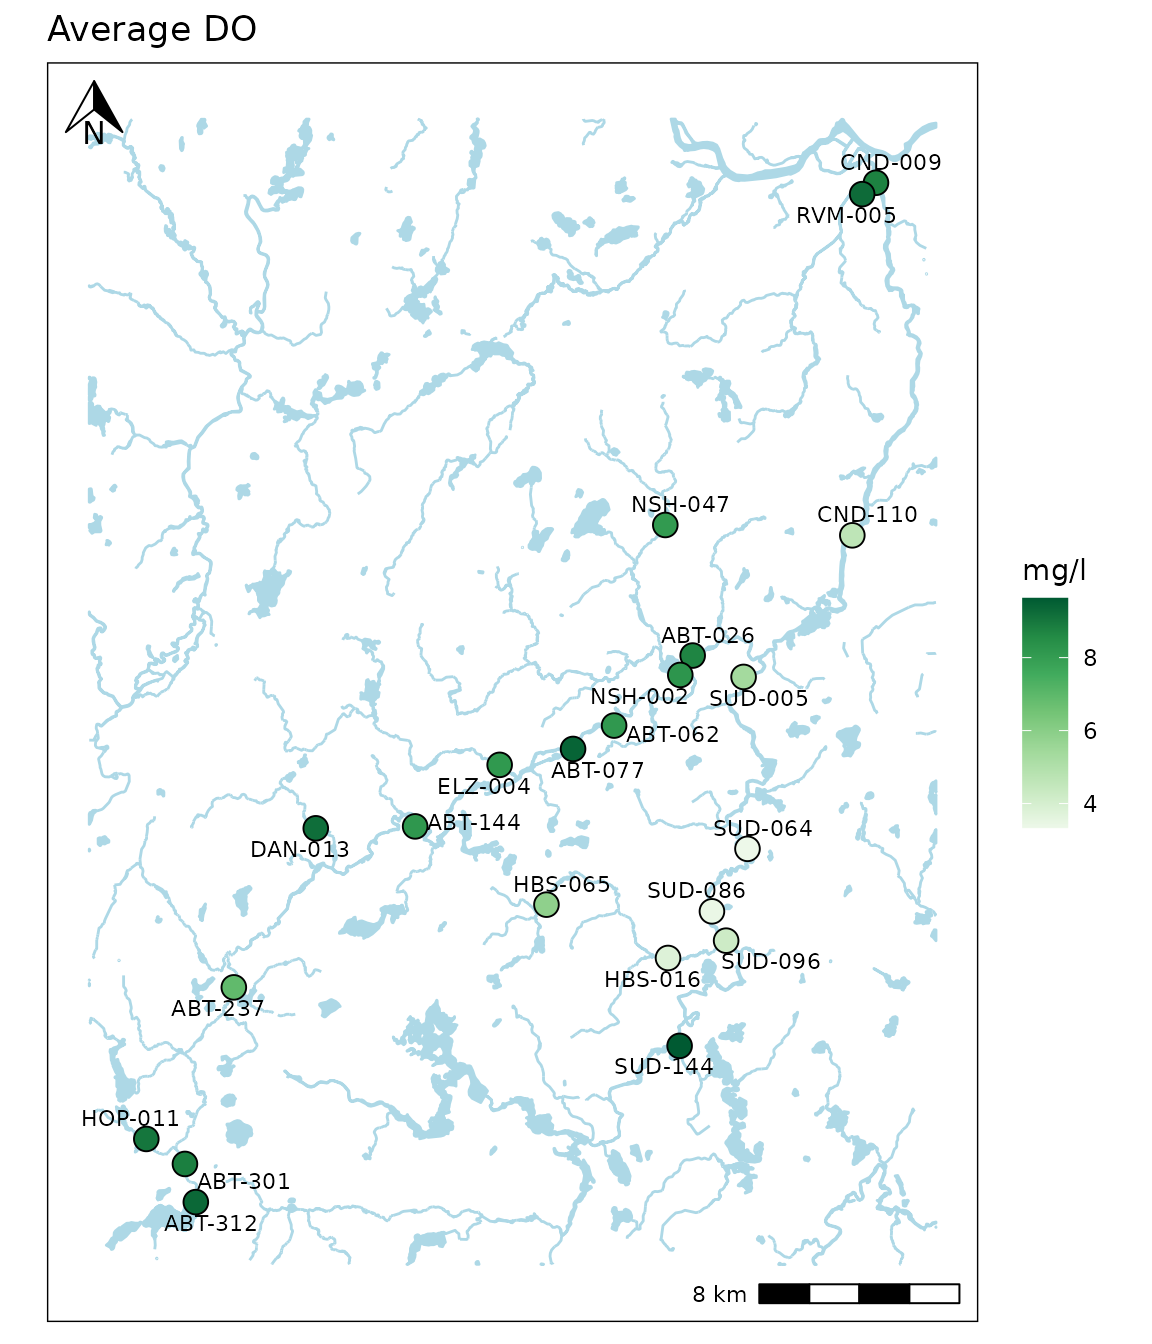 Average DO
N
CND-009
RVM-005
NSH-047
CND-110
ABT-026
NSH-002
SUD-005
ABT-062
ABT-077
ELZ-004
ABT-144
DAN-013
SUD-064
HBS-065
SUD-086
SUD-096
HBS-016
ABT-237
SUD-144
HOP-011
ABT-301
ABT-312
8 km
mg/l
8
6
4